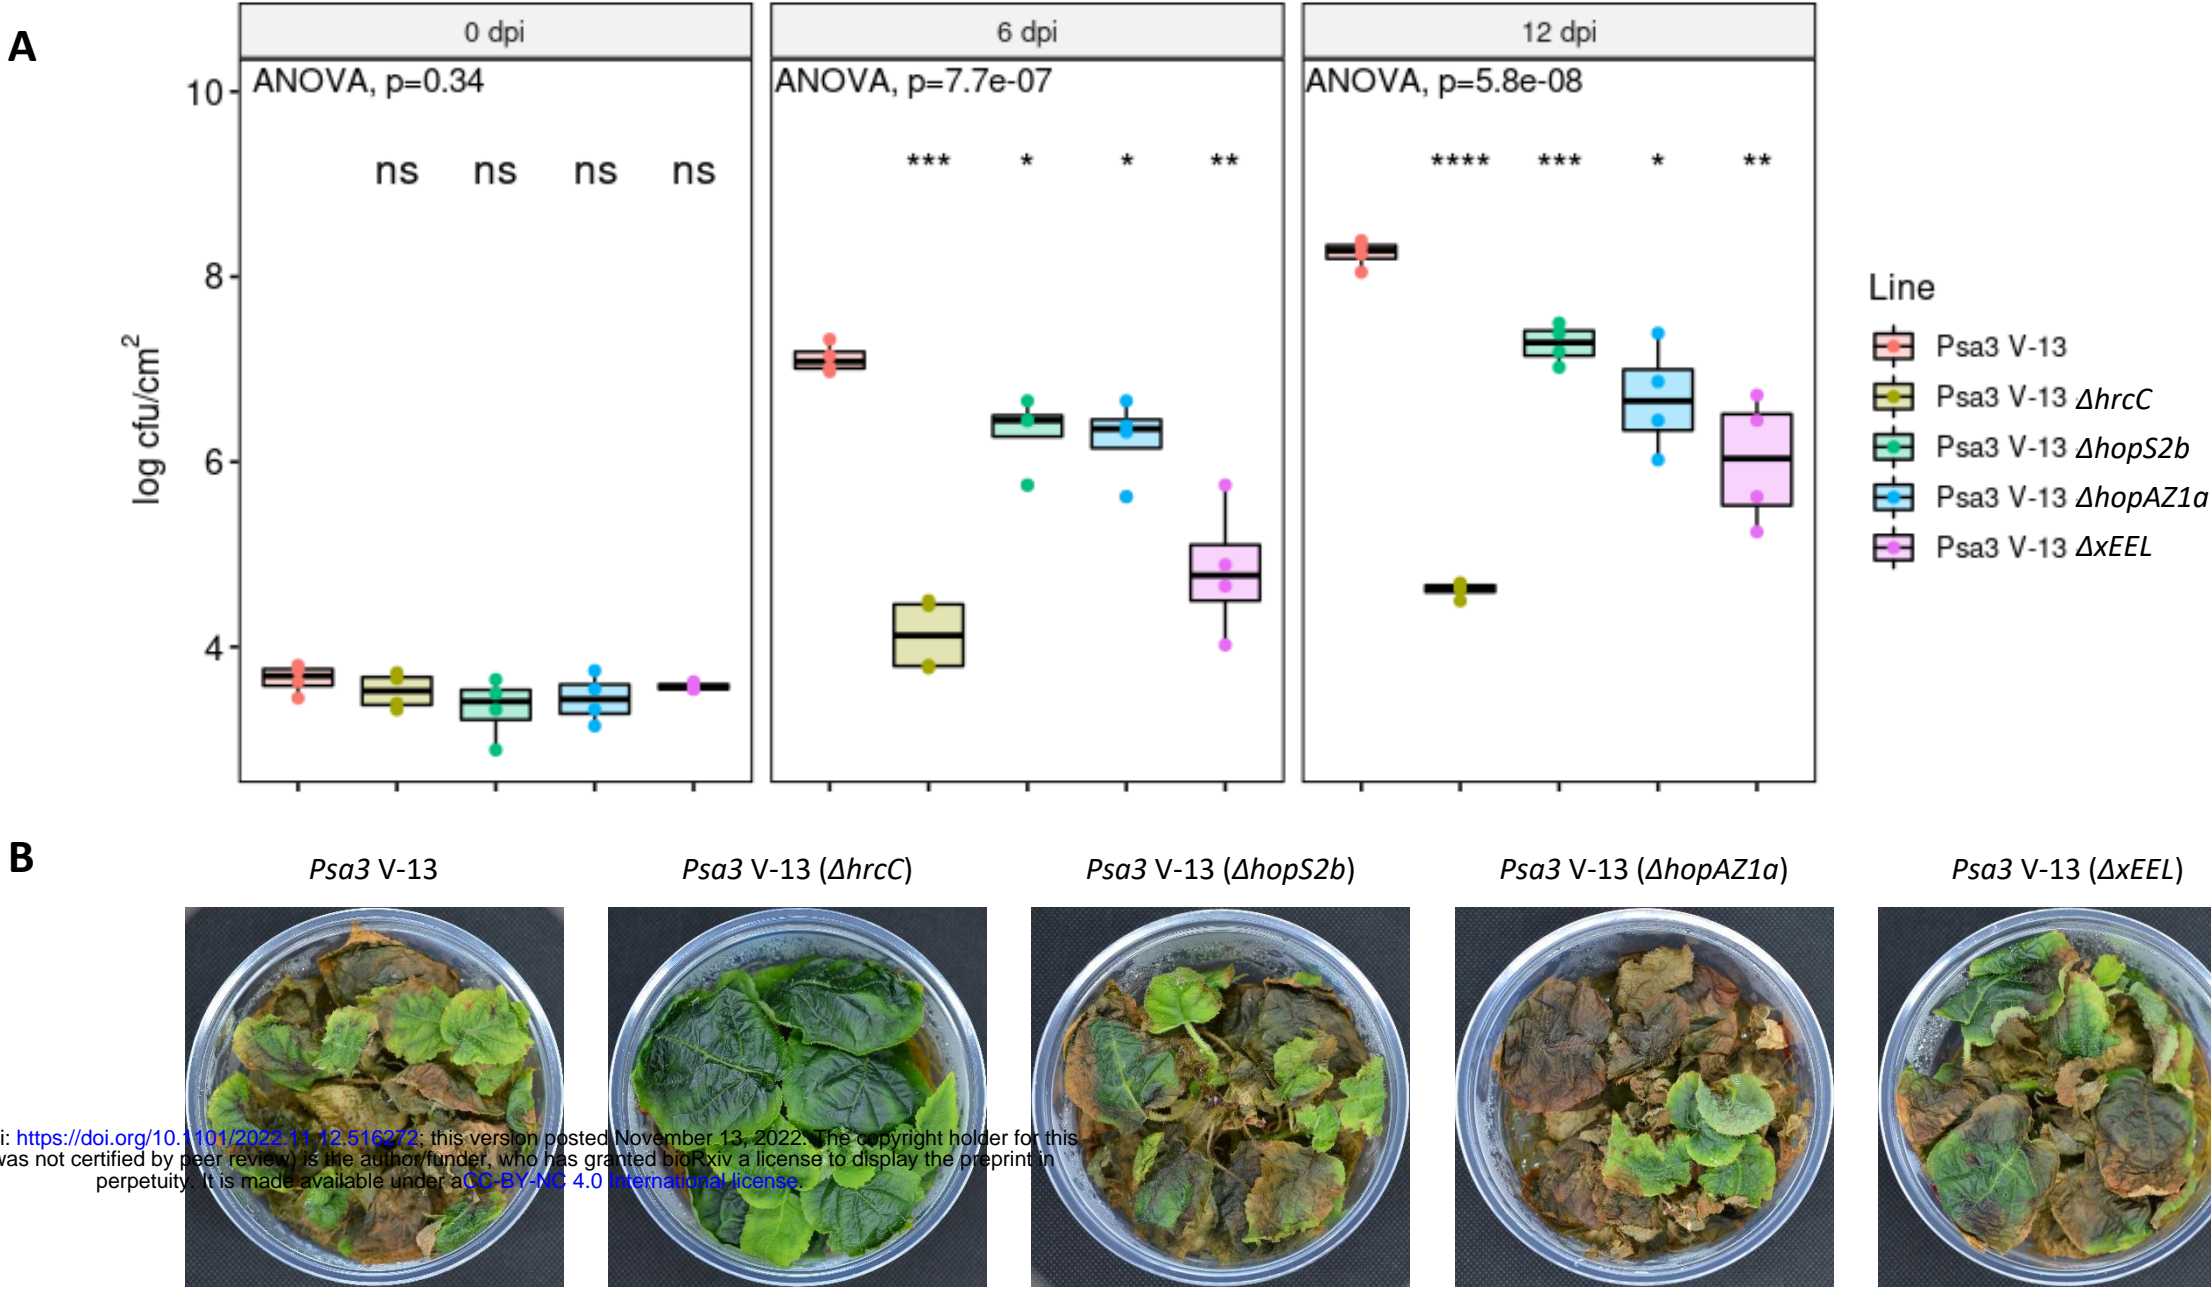 A
0 dpi
6 dpi
12 dpi
ANOVA, p=0.34
ANOVA, p=7.7e-07
ANOVA, p=5.8e-08
ns ns ns ns
*** * * **
**** *** * **
10
8
6
4
log cfu/cm²
Line
Psa3 V-13
Psa3 V-13 ΔhrcC
Psa3 V-13 ΔhopS2b
Psa3 V-13 ΔhopAZ1a
Psa3 V-13 ΔxEEL
B
Psa3 V-13
Psa3 V-13 (ΔhrcC)
Psa3 V-13 (ΔhopS2b)
Psa3 V-13 (ΔhopAZ1a)
Psa3 V-13 (ΔxEEL)
i: https://doi.org/10.1101/2022.11.12.516272; this version posted November 13, 2022. The copyright holder for this
was not certified by peer review) is the author/funder, who has granted bioRxiv a license to display the preprint in
perpetuity. It is made available under aCC-BY-NC 4.0 International license.